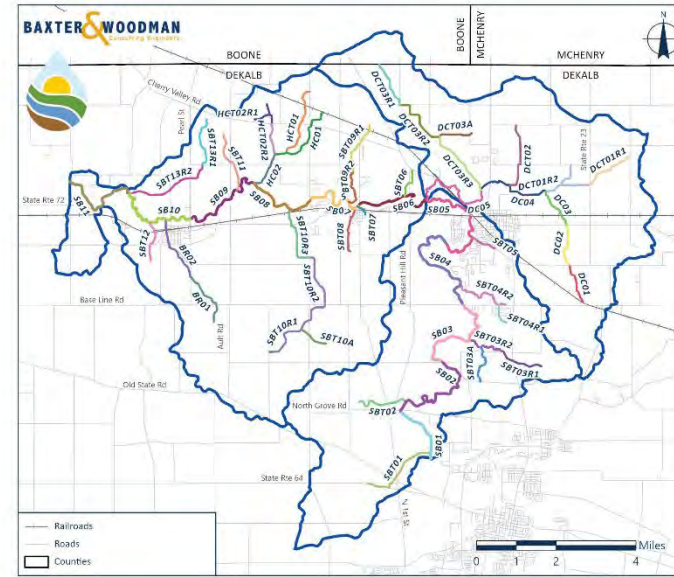 BAXTER & WOODMAN
Consulting Engineers
BOONE
MCHENRY
BOONE
MCHENRY
DEKALB
DEKALB
Cherry Valley Rd
Pearl St
State Rte 23
State Rte 72
Base Line Rd
Ault Rd
Pleasant Hill Rd
Old State Rd
North Grove Rd
State Rte 64
N 1st St
DCT03R1
DCT03R2
DCT03A
DCT03R3
DCT02
DCT01R2
DCT01R1
DC04
DC03
DC02
DC01
DC05
HCT02R1
HCT02R2
HCT01
HC01
HC02
SBT09R1
SBT09R2
SBT13R1
SBT13R2
SBT11
SB11
SB10
SB09
SB08
SB07
SBT08
SBT07
SBT06
SB06
SB05
SBT05
SBT12
BR02
BR01
SBT10R3
SBT10R2
SBT10R1
SBT10A
SB04
SBT04R2
SBT04R1
SB03
SBT03R2
SBT03A
SBT03R1
SB02
SBT02
SB01
SBT01
Railroads
Roads
Counties
N
0 1 2 4
Miles